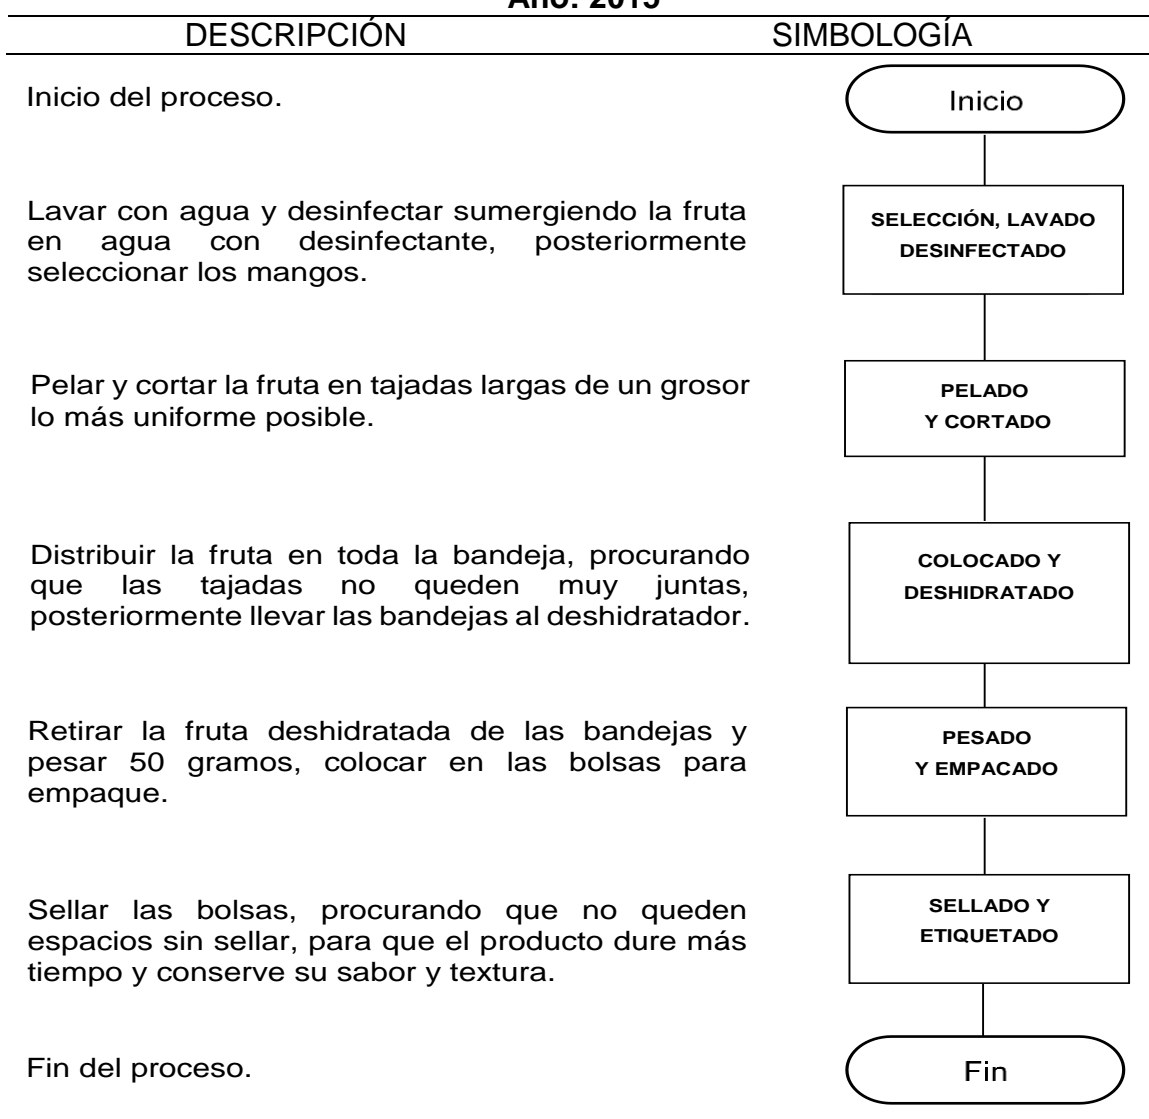 Año: 2015
DESCRIPCIÓN SIMBOLOGÍA
Inicio del proceso.
Inicio
Lavar con agua y desinfectar sumergiendo la fruta
en agua con desinfectante, posteriormente
seleccionar los mangos.
SELECCIÓN, LAVADO
DESINFECTADO
Pelar y cortar la fruta en tajadas largas de un grosor
lo más uniforme posible.
PELADO
Y CORTADO
Distribuir la fruta en toda la bandeja, procurando
que las tajadas no queden muy juntas,
posteriormente llevar las bandejas al deshidratador.
COLOCADO Y
DESHIDRATADO
Retirar la fruta deshidratada de las bandejas y
pesar 50 gramos, colocar en las bolsas para
empaque.
PESADO
Y EMPACADO
Sellar las bolsas, procurando que no queden
espacios sin sellar, para que el producto dure más
tiempo y conserve su sabor y textura.
SELLADO Y
ETIQUETADO
Fin del proceso.
Fin